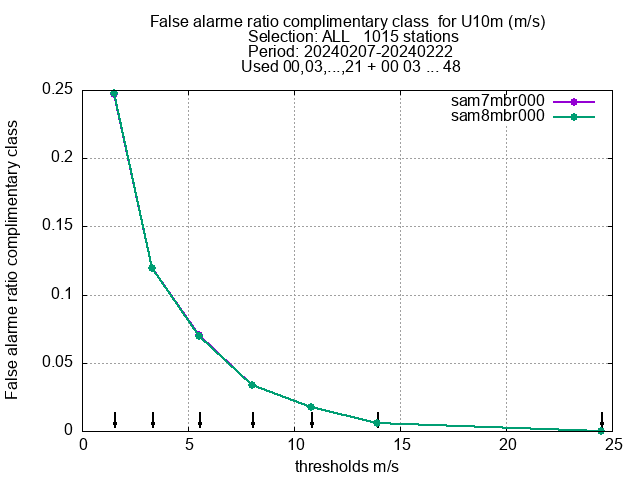 False alarme ratio complimentary class  for U10m (m/s)
Selection: ALL   1015 stations
Period: 20240207-20240222
Used 00,03,...,21 + 00 03 ... 48
sam7mbr000
sam8mbr000
False alarme ratio complimentary class
0.25
0.2
0.15
0.1
0.05
0
0 5 10 15 20 25
thresholds m/s